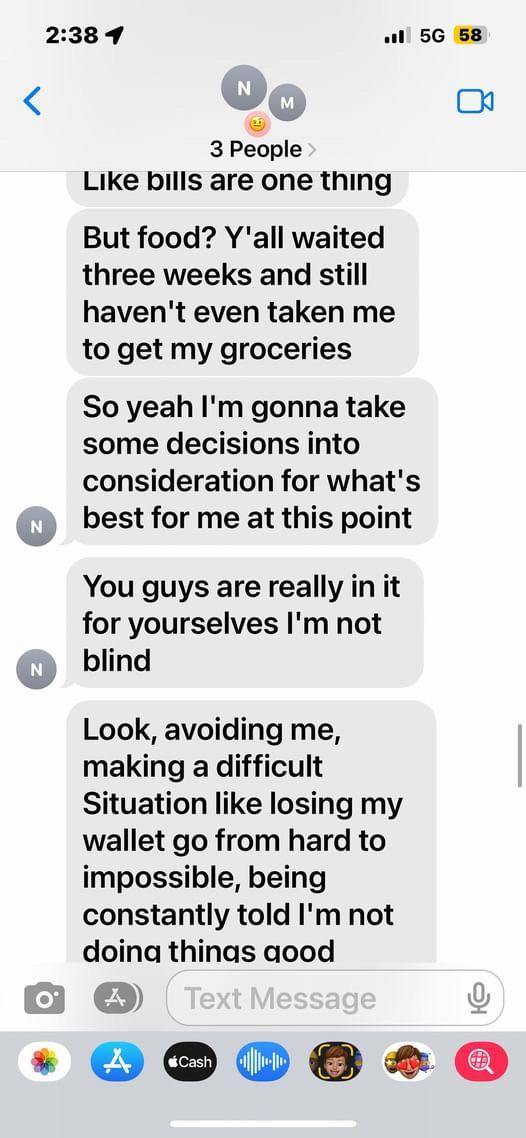 2:38
5G 58
N
M
3 People
Like bills are one thing
But food? Y'all waited
three weeks and still
haven't even taken me
to get my groceries
So yeah I'm gonna take
some decisions into
consideration for what's
best for me at this point
N
You guys are really in it
for yourselves I'm not
blind
N
Look, avoiding me,
making a difficult
Situation like losing my
wallet go from hard to
impossible, being
constantly told I'm not
doing things good
Text Message
Cash